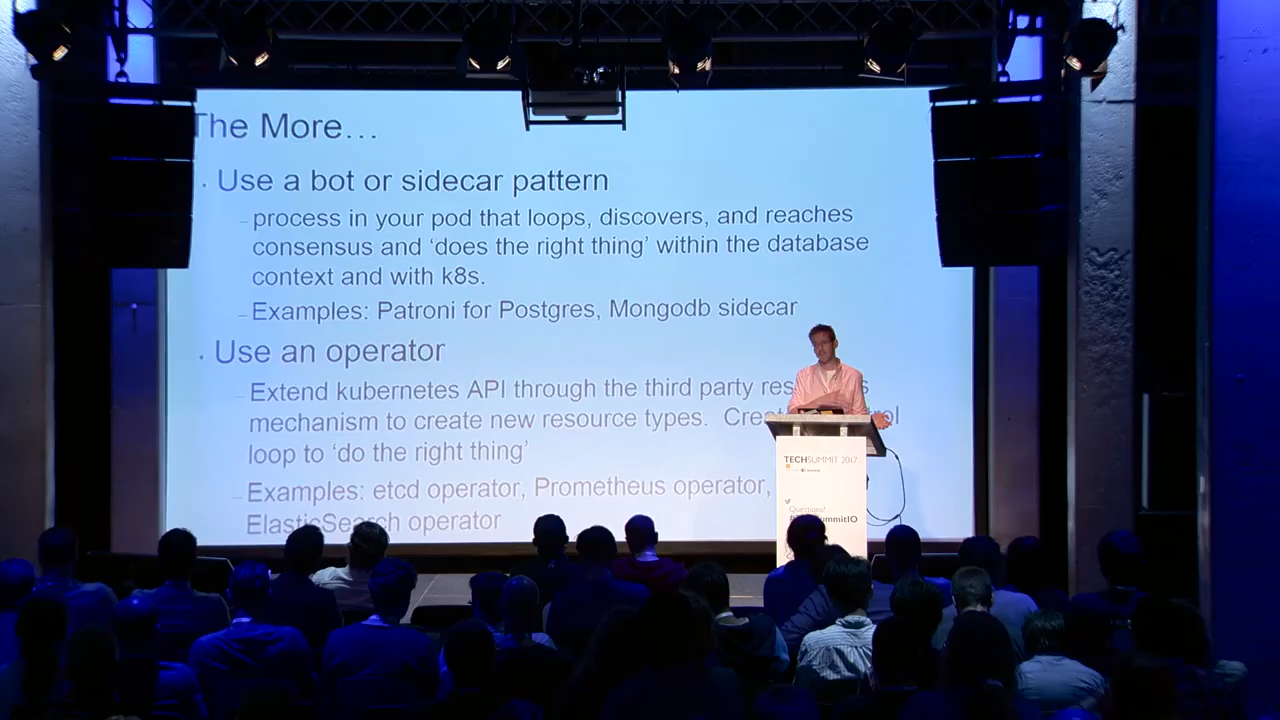 The More…
· Use a bot or sidecar pattern
– process in your pod that loops, discovers, and reaches
consensus and ‘does the right thing’ within the database
context and with k8s.
– Examples: Patroni for Postgres, Mongodb sidecar
· Use an operator
– Extend kubernetes API through the third party
mechanism to create new resource types.
loop to ‘do the right thing’
– Examples: etcd operator, Prometheus operator,
ElasticSearch operator
TECHSUMMIT 2017
Questions?